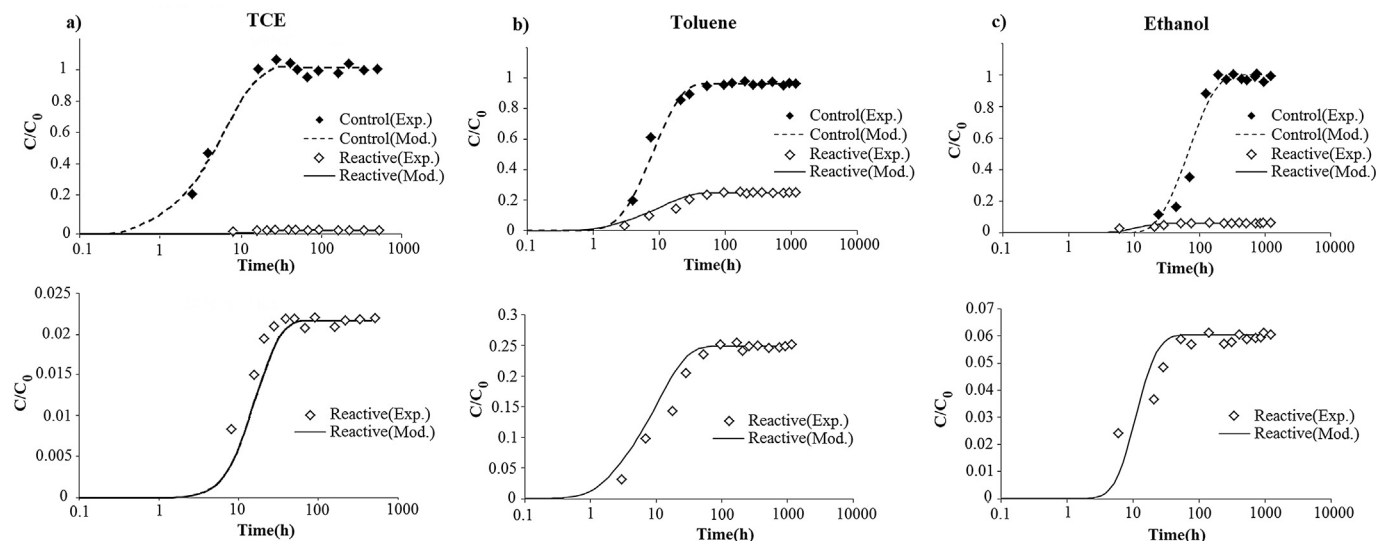 a)
TCE
C/C0
1
0.8
0.6
0.4
0.2
0
0.1
1
10
100
1000
Time(h)
Control(Exp.)
Control(Mod.)
Reactive(Exp.)
Reactive(Mod.)
b)
Toluene
C/C0
1
0.8
0.6
0.4
0.2
0
0.1
1
10
100
1000
10000
Time(h)
Control(Exp.)
Control(Mod.)
Reactive(Exp.)
Reactive(Mod.)
c)
Ethanol
C/C0
1
0.8
0.6
0.4
0.2
0
0.1
1
10
100
1000
10000
Time(h)
Control(Exp.)
Control(Mod.)
Reactive(Exp.)
Reactive(Mod.)
C/C0
0.025
0.02
0.015
0.01
0.005
0
0.1
1
10
100
1000
Time(h)
Reactive(Exp.)
Reactive(Mod.)
C/C0
0.3
0.25
0.2
0.15
0.1
0.05
0
0.1
1
10
100
1000
10000
Time(h)
Reactive(Exp.)
Reactive(Mod.)
C/C0
0.07
0.06
0.05
0.04
0.03
0.02
0.01
0
0.1
1
10
100
1000
10000
Time(h)
Reactive(Exp.)
Reactive(Mod.)